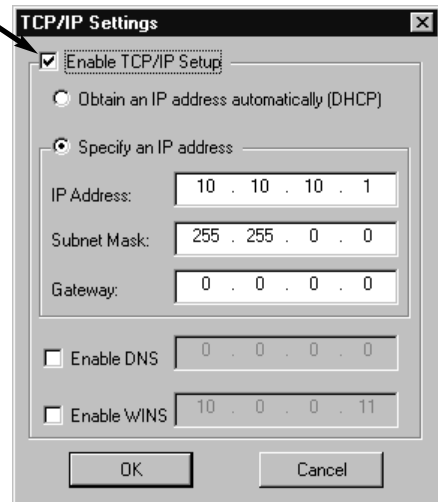 TCP/IP Settings
Enable TCP/IP Setup
Obtain an IP address automatically (DHCP)
Specify an IP address
IP Address: 10 . 10 . 10 . 1
Subnet Mask: 255 . 255 . 0 . 0
Gateway: 0 . 0 . 0 . 0
Enable DNS 0 . 0 . 0 . 0
Enable WINS 10 . 0 . 0 . 11
OK Cancel